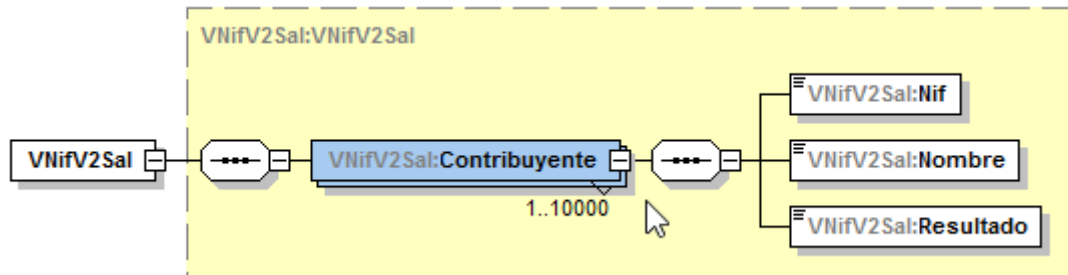 VNifV2Sal:VNifV2Sal
VNifV2Sal:Nif
VNifV2Sal
VNifV2Sal:Contribuyente
VNifV2Sal:Nombre
1..10000
VNifV2Sal:Resultado